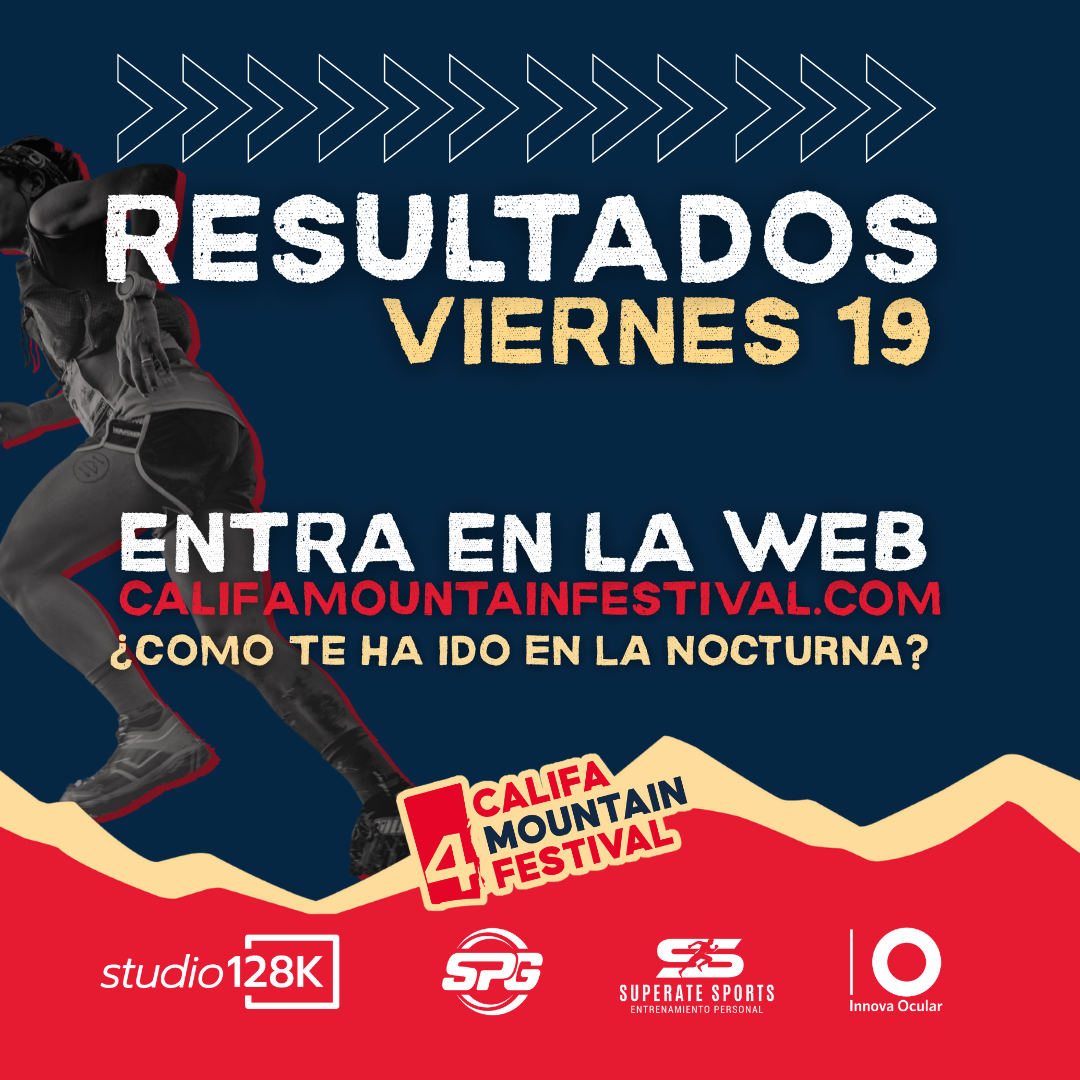 RESULTADOS
VIERNES 19
ENTRA EN LA WEB
CALIFAMOUNTAINFESTIVAL.COM
¿COMO TE HA IDO EN LA NOCTURNA?
4
CALIFA
MOUNTAIN
FESTIVAL
studio128K
SPG
SS
SUPERATE SPORTS
ENTRENAMIENTO PERSONAL
Innova Ocular